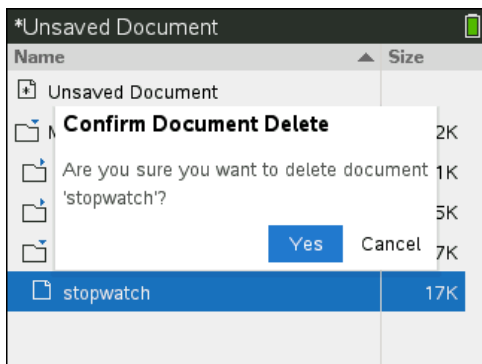 *Unsaved Document
Name Size
Unsaved Document
Confirm Document Delete
2K
Are you sure you want to delete document
1K
'stopwatch'?
5K
Yes Cancel
7K
stopwatch 17K